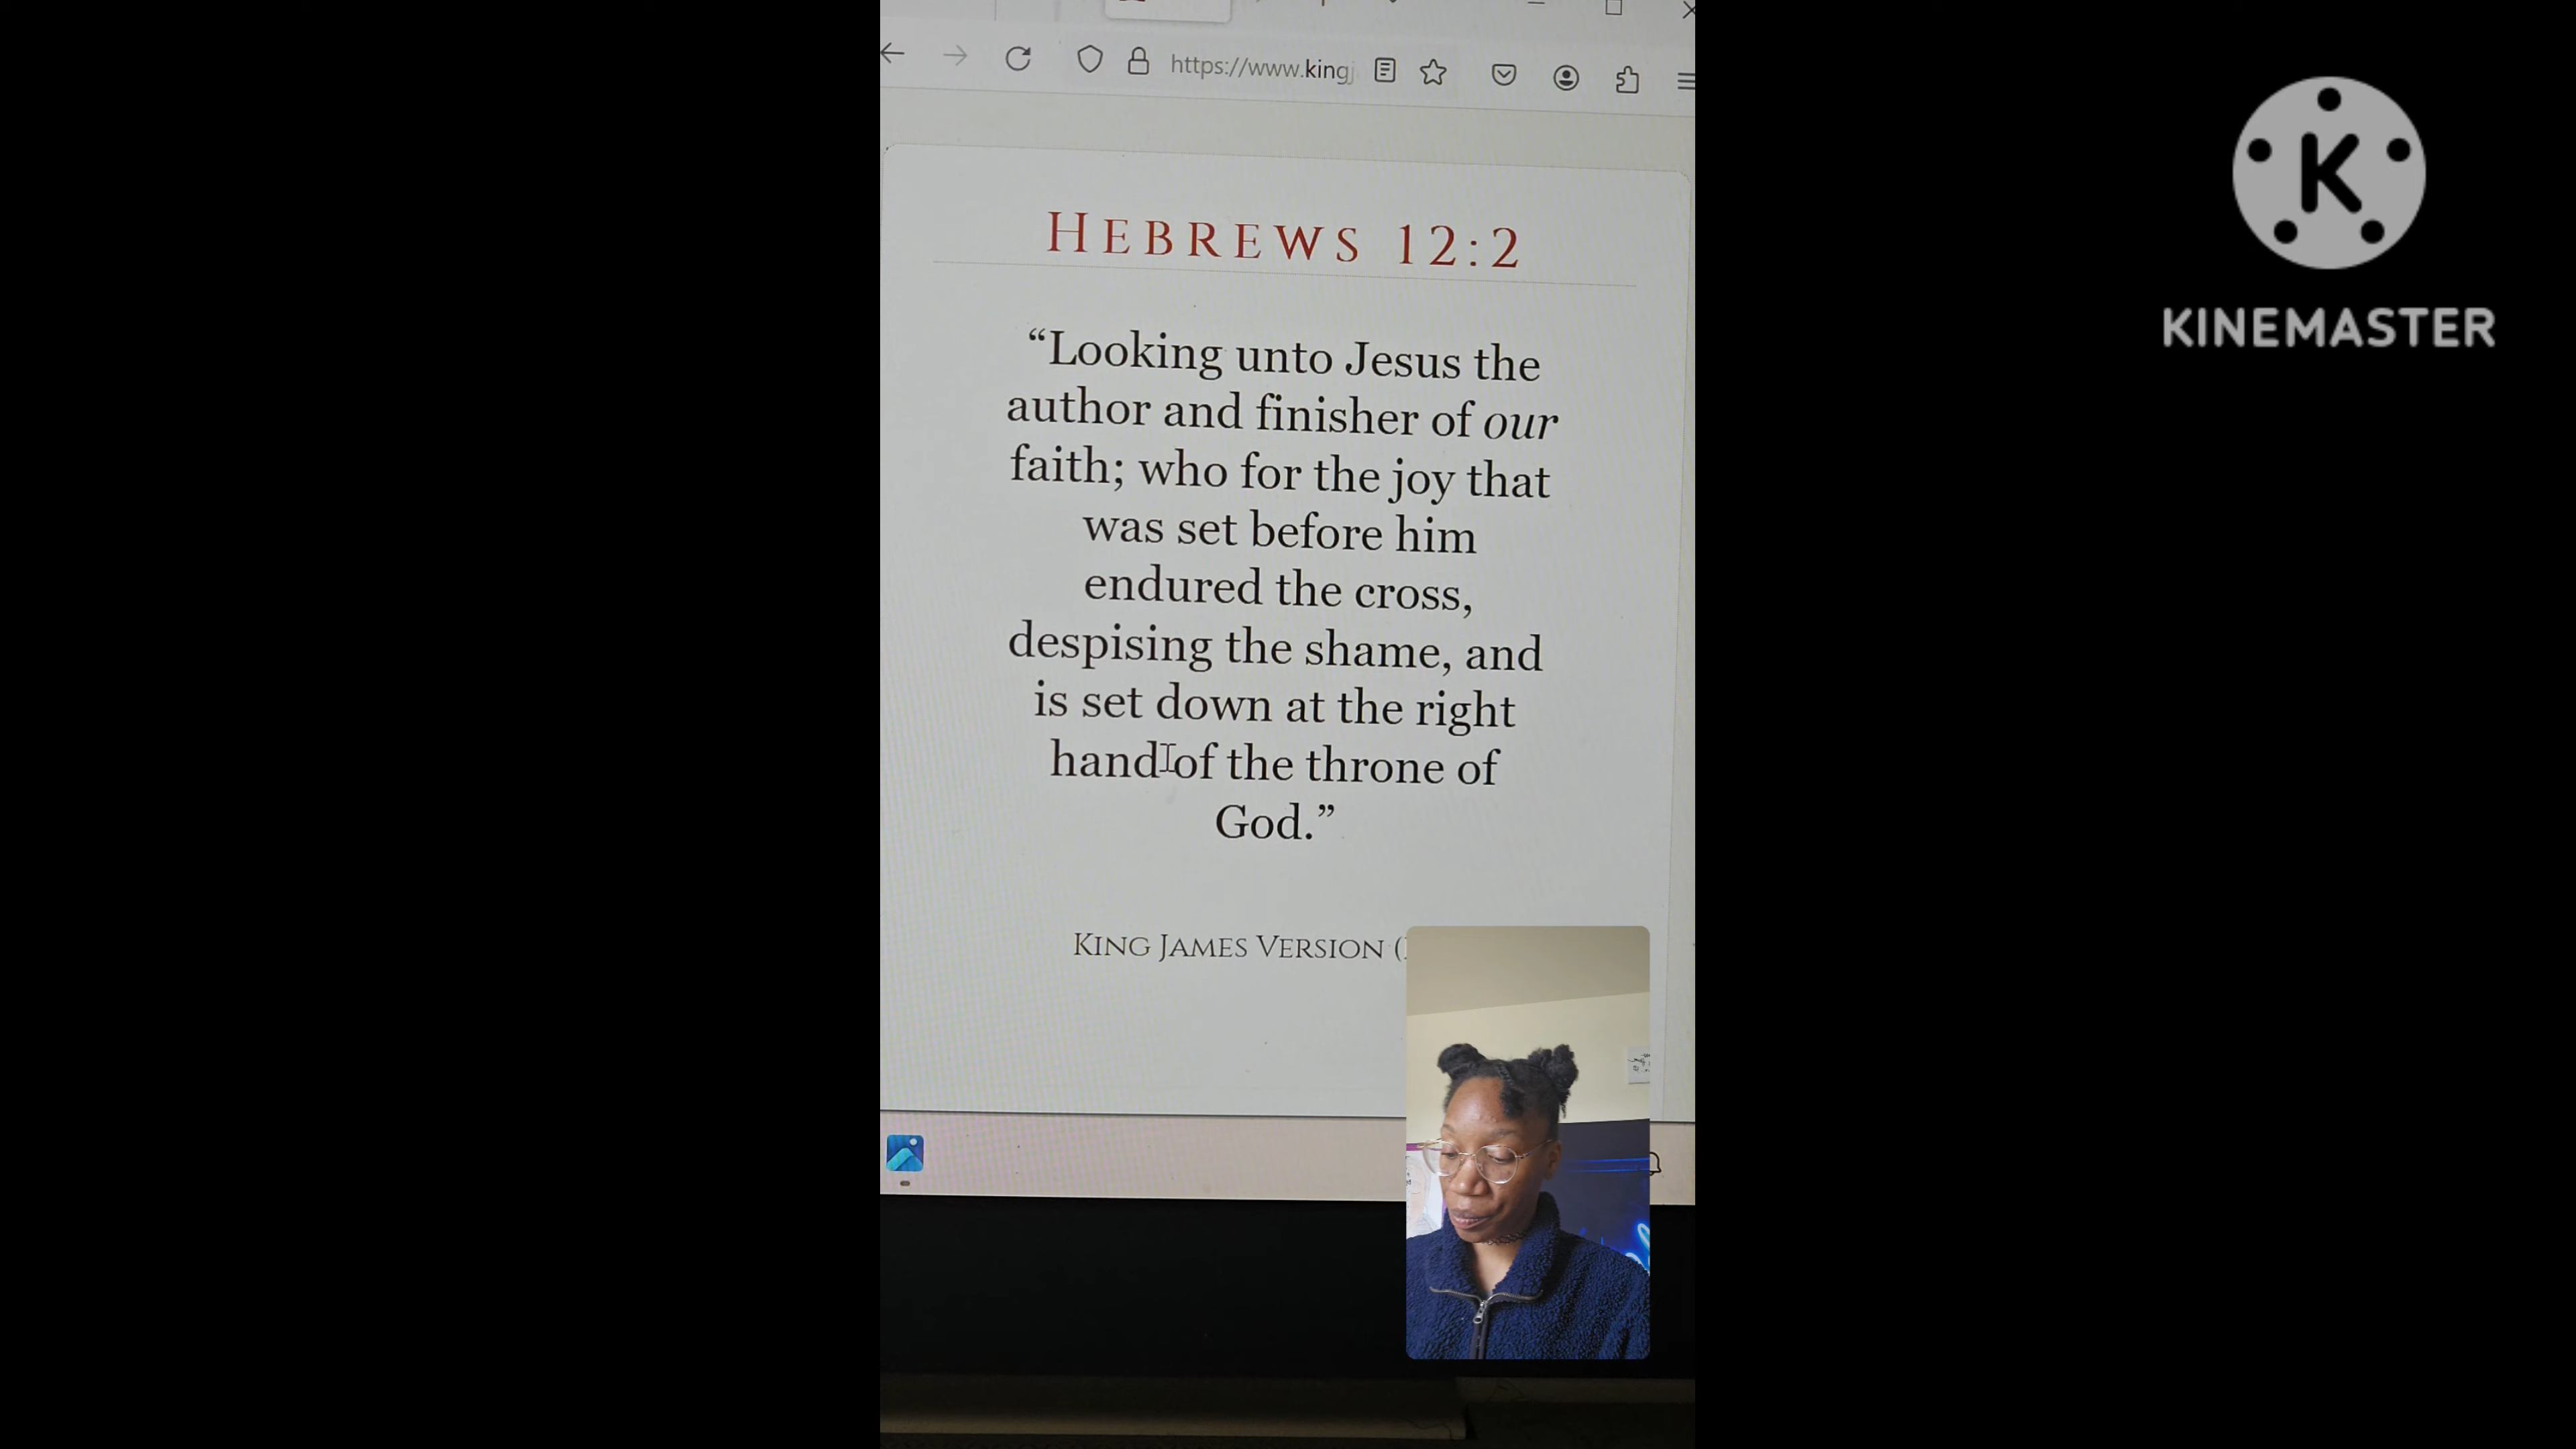 https://www.kingj
HEBREWS 12:2
“Looking unto Jesus the
author and finisher of our
faith; who for the joy that
was set before him
endured the cross,
despising the shame, and
is set down at the right
hand of the throne of
God.”
KING JAMES VERSION (
K
KINEMASTER